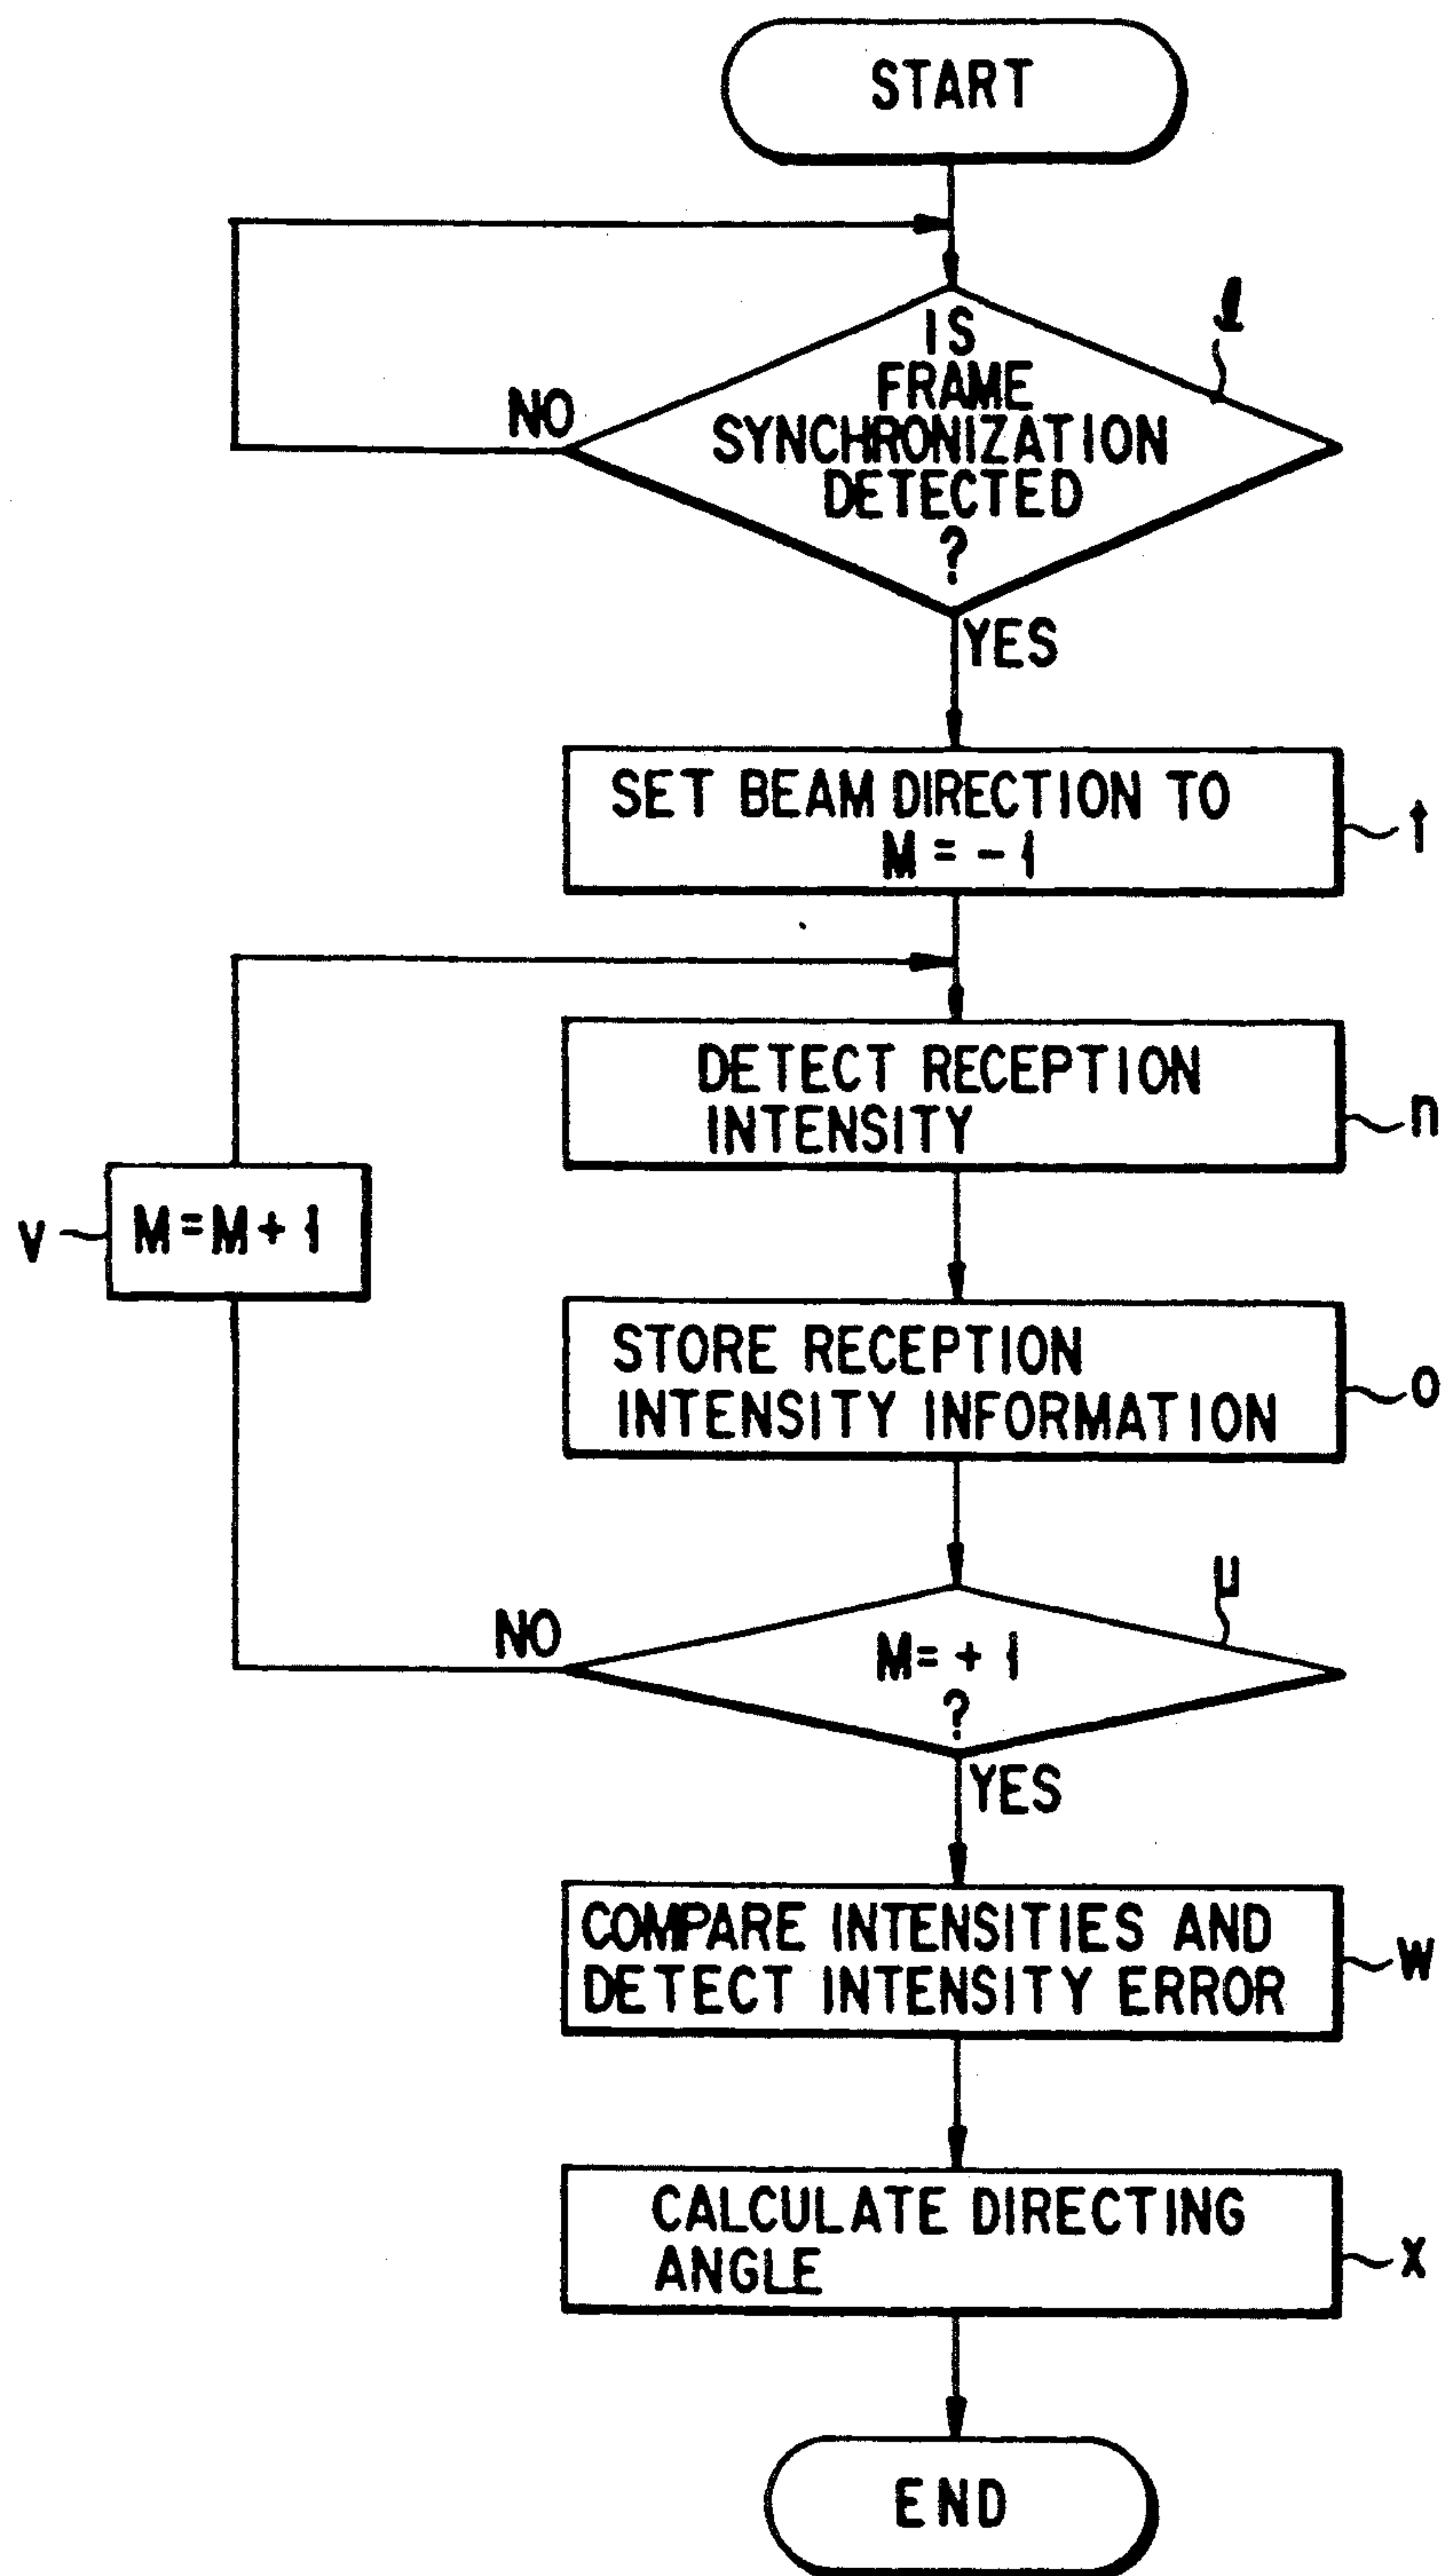 START
IS
FRAME
SYNCHRONIZATION
DETECTED
?
l
NO
YES
SET BEAM DIRECTION TO
M = - 1
t
DETECT RECEPTION
INTENSITY
n
v
M = M + 1
STORE RECEPTION
INTENSITY INFORMATION
o
u
NO
M = + 1
?
YES
COMPARE INTENSITIES AND
DETECT INTENSITY ERROR
w
CALCULATE DIRECTING
ANGLE
x
END